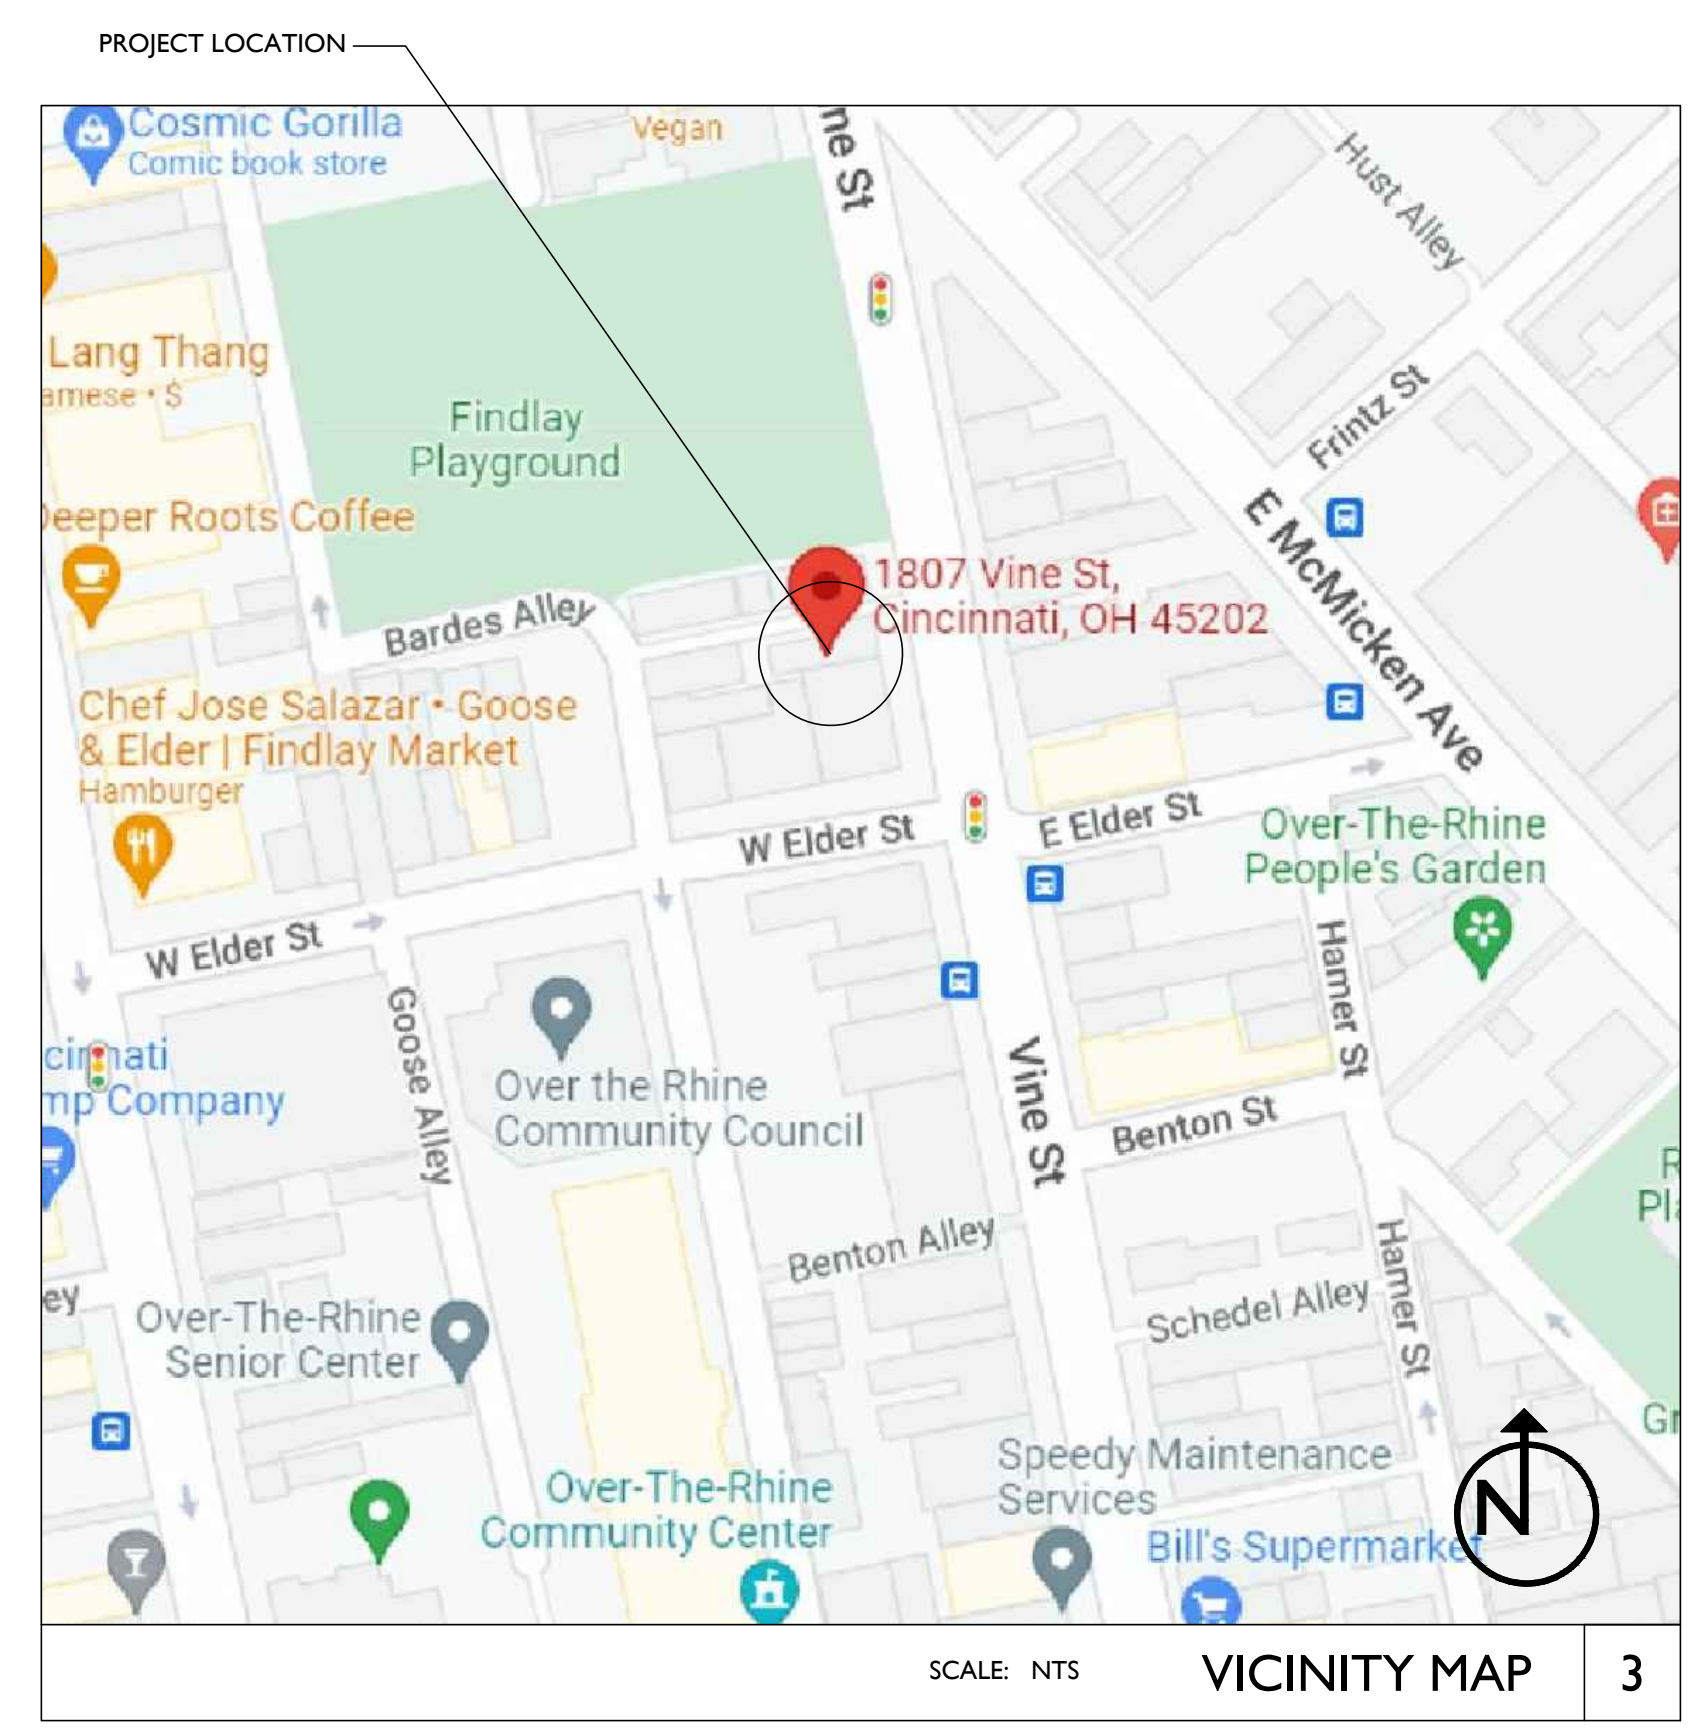 PROJECT LOCATION
Cosmic Gorilla
Comic book store
Vegan
ne St
Hust Alley
Lang Thang
amese • $
Findlay
Playground
Frintz St
eeper Roots Coffee
E McMicken Ave
1807 Vine St,
Cincinnati, OH 45202
Bardes Alley
Chef Jose Salazar • Goose
& Elder | Findlay Market
Hamburger
W Elder St
E Elder St
Over-The-Rhine
People's Garden
W Elder St
Hamer St
Goose Alley
Over the Rhine
Community Council
Vine St
Benton St
mp Company
Pl
Benton Alley
Hamer St
Schedel Alley
ey
Over-The-Rhine
Senior Center
Gr
Speedy Maintenance
Services
Over-The-Rhine
Community Center
Bill's Supermarket
N
SCALE: NTS
VICINITY MAP
3